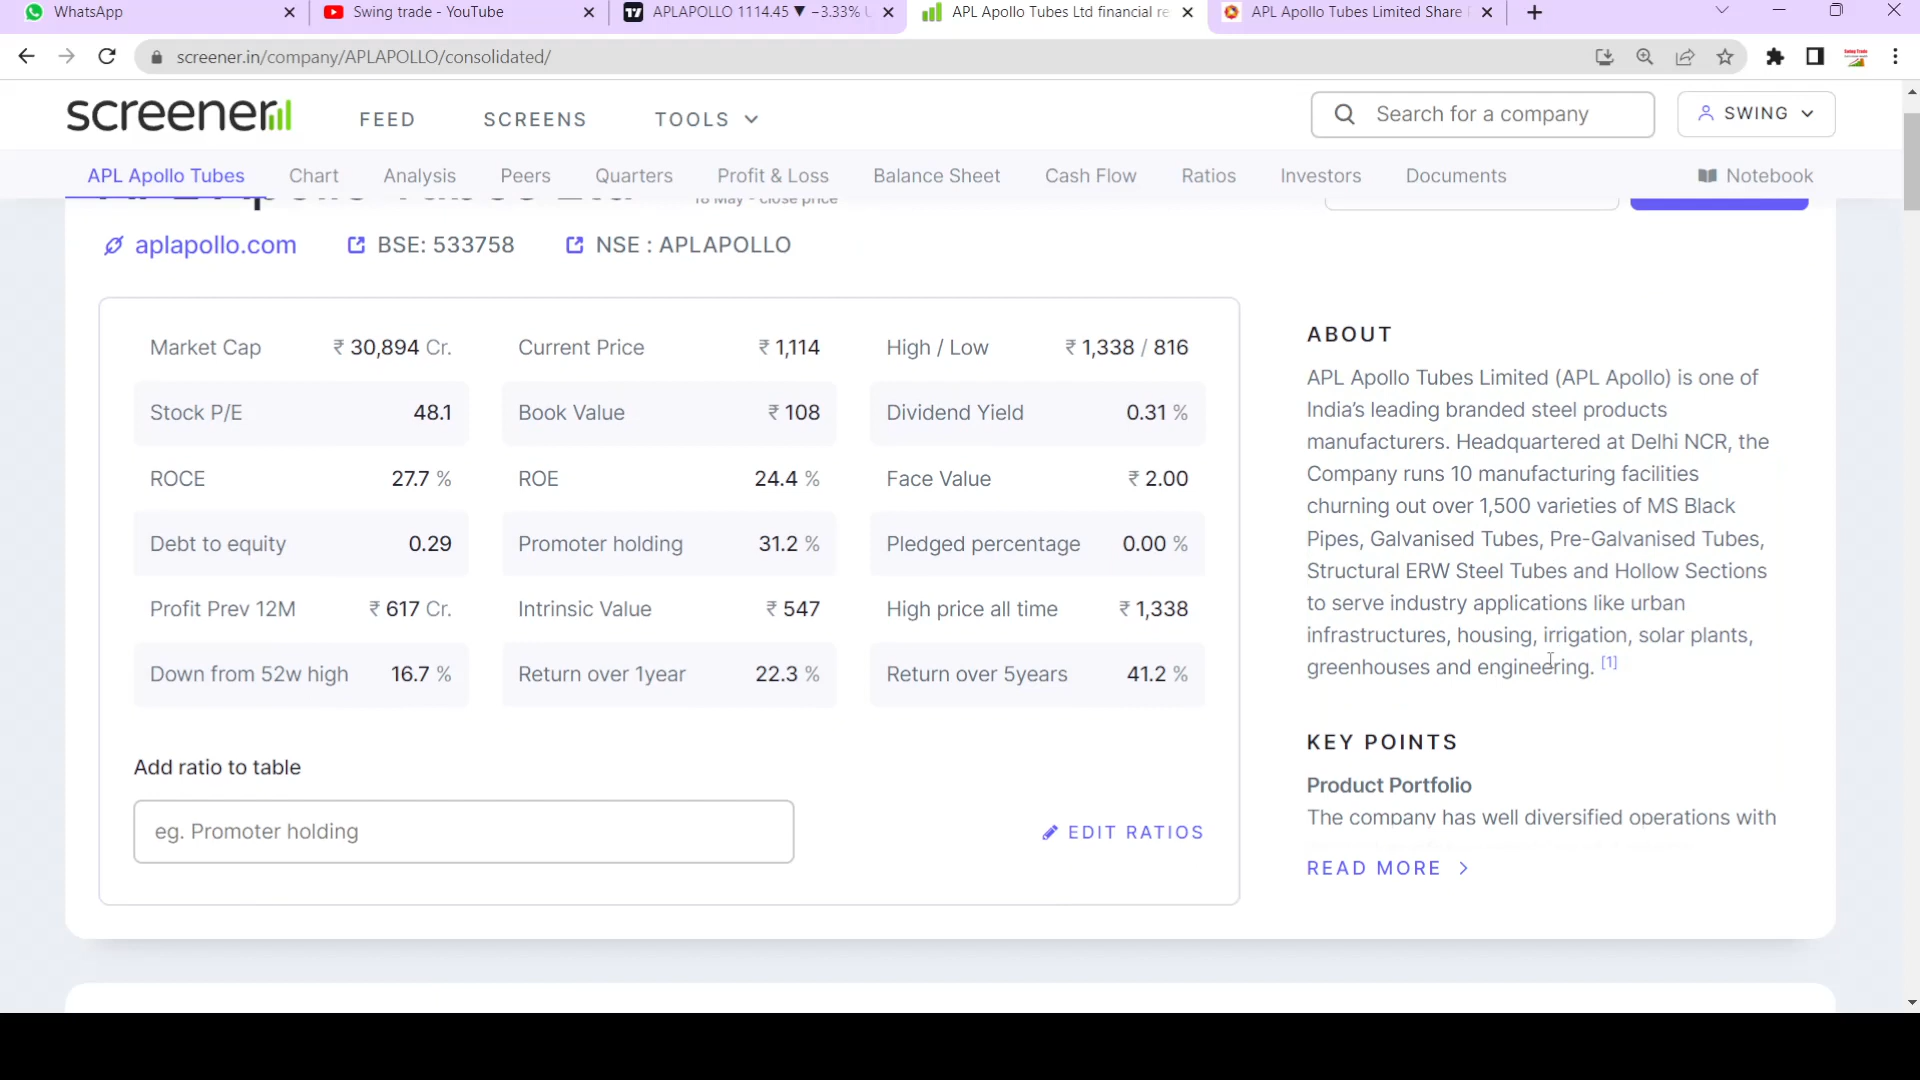 WhatsApp
Swing trade - YouTube
APLAPOLLO 1114.45 ▼ −3.33% U
APL Apollo Tubes Ltd financial re
APL Apollo Tubes Limited Share
screener.in/company/APLAPOLLO/consolidated/
screener
FEED
SCREENS
TOOLS
Search for a company
SWING
APL Apollo Tubes
Chart
Analysis
Peers
Quarters
Profit & Loss
Balance Sheet
Cash Flow
Ratios
Investors
Documents
Notebook
18 May - close price
aplapollo.com
BSE: 533758
NSE : APLAPOLLO
Market Cap ₹ 30,894 Cr.
Current Price ₹ 1,114
High / Low ₹ 1,338 / 816
Stock P/E 48.1
Book Value ₹ 108
Dividend Yield 0.31 %
ROCE 27.7 %
ROE 24.4 %
Face Value ₹ 2.00
Debt to equity 0.29
Promoter holding 31.2 %
Pledged percentage 0.00 %
Profit Prev 12M ₹ 617 Cr.
Intrinsic Value ₹ 547
High price all time ₹ 1,338
Down from 52w high 16.7 %
Return over 1year 22.3 %
Return over 5years 41.2 %
Add ratio to table
eg. Promoter holding
EDIT RATIOS
ABOUT
APL Apollo Tubes Limited (APL Apollo) is one of
India's leading branded steel products
manufacturers. Headquartered at Delhi NCR, the
Company runs 10 manufacturing facilities
churning out over 1,500 varieties of MS Black
Pipes, Galvanised Tubes, Pre-Galvanised Tubes,
Structural ERW Steel Tubes and Hollow Sections
to serve industry applications like urban
infrastructures, housing, irrigation, solar plants,
greenhouses and engineering. [1]
KEY POINTS
Product Portfolio
The company has well diversified operations with
READ MORE